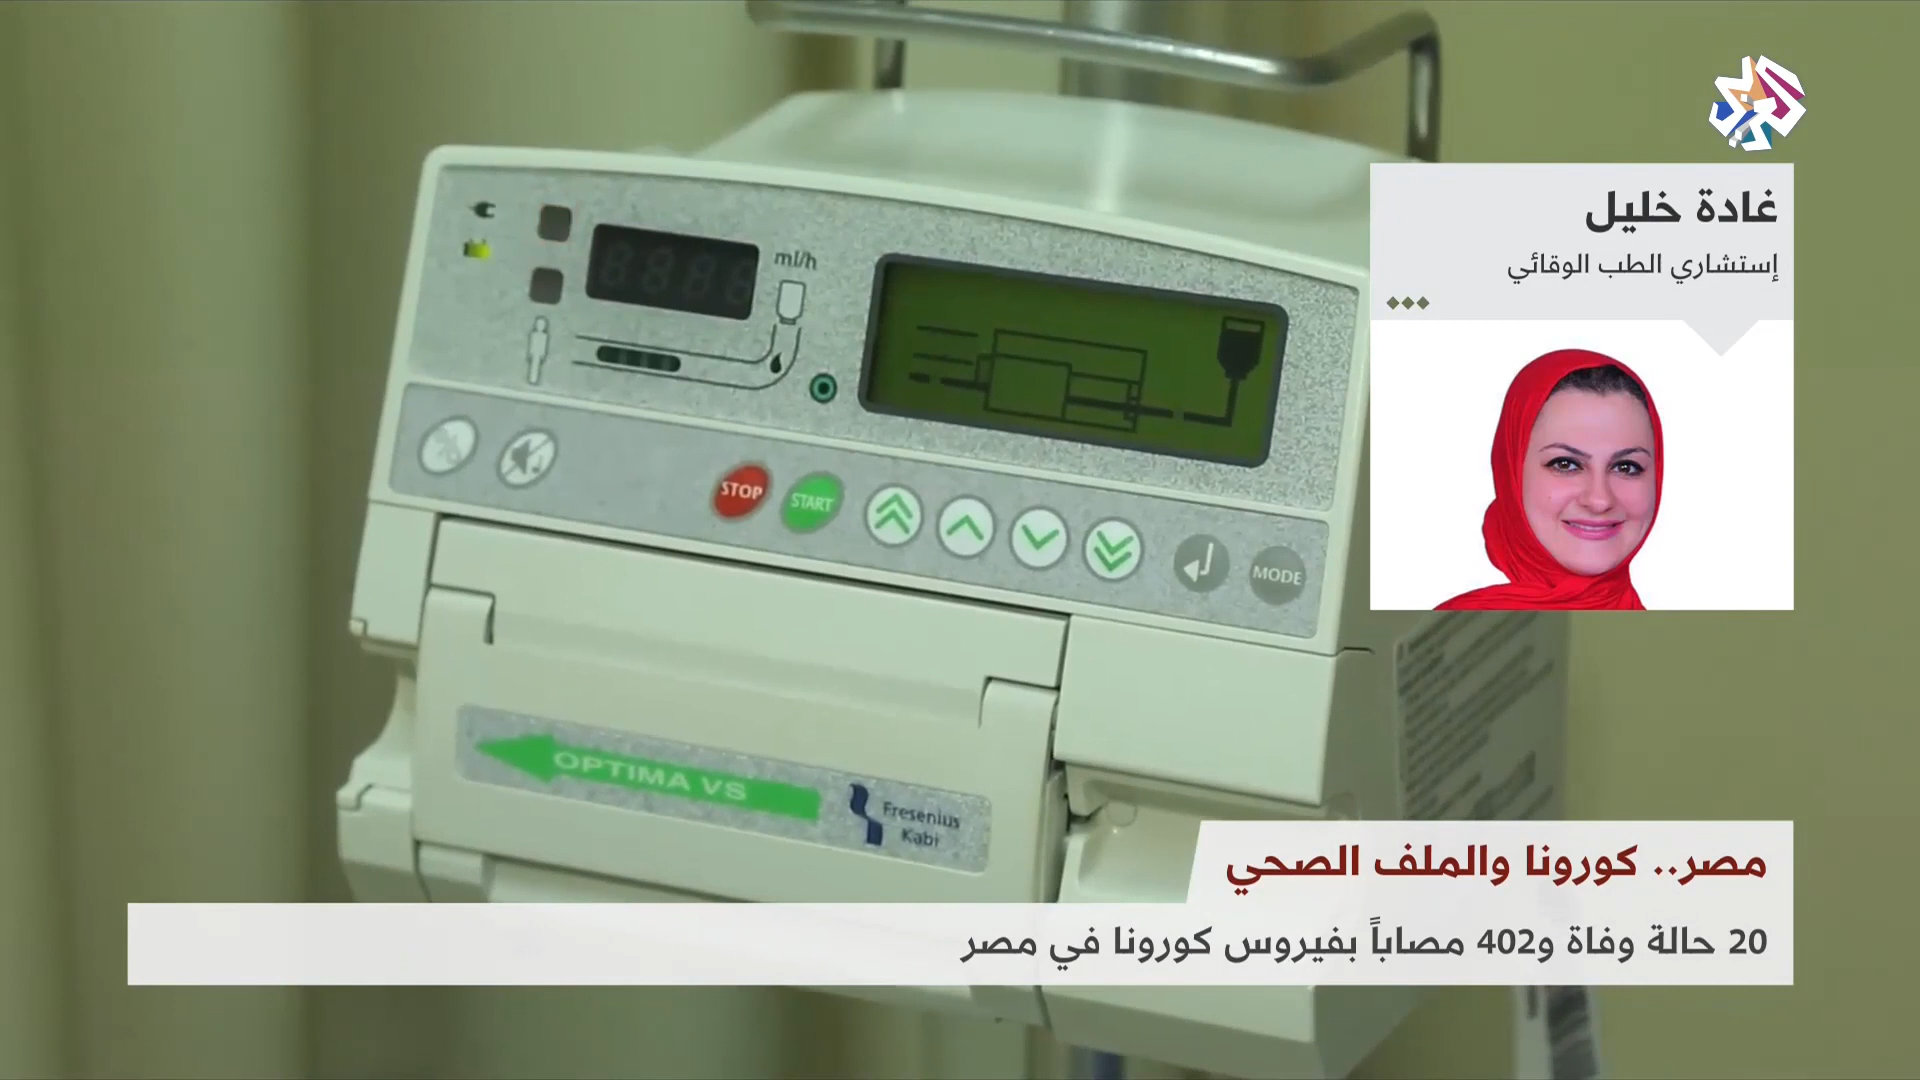 غادة خليل
إستشاري الطب الوقائي
ml/h
STOP
START
MODE
OPTIMA VS
Fresenius
Kabi
مصر.. كورونا والملف الصحي
20 حالة وفاة و402 مصاباً بفيروس كورونا في مصر